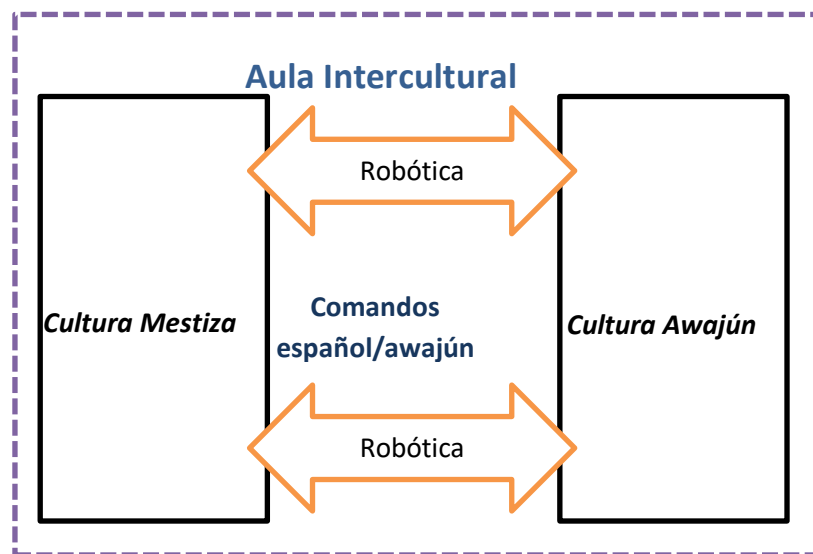 Aula Intercultural
Robótica
Cultura Mestiza
Comandos
español/awajún
Cultura Awajún
Robótica